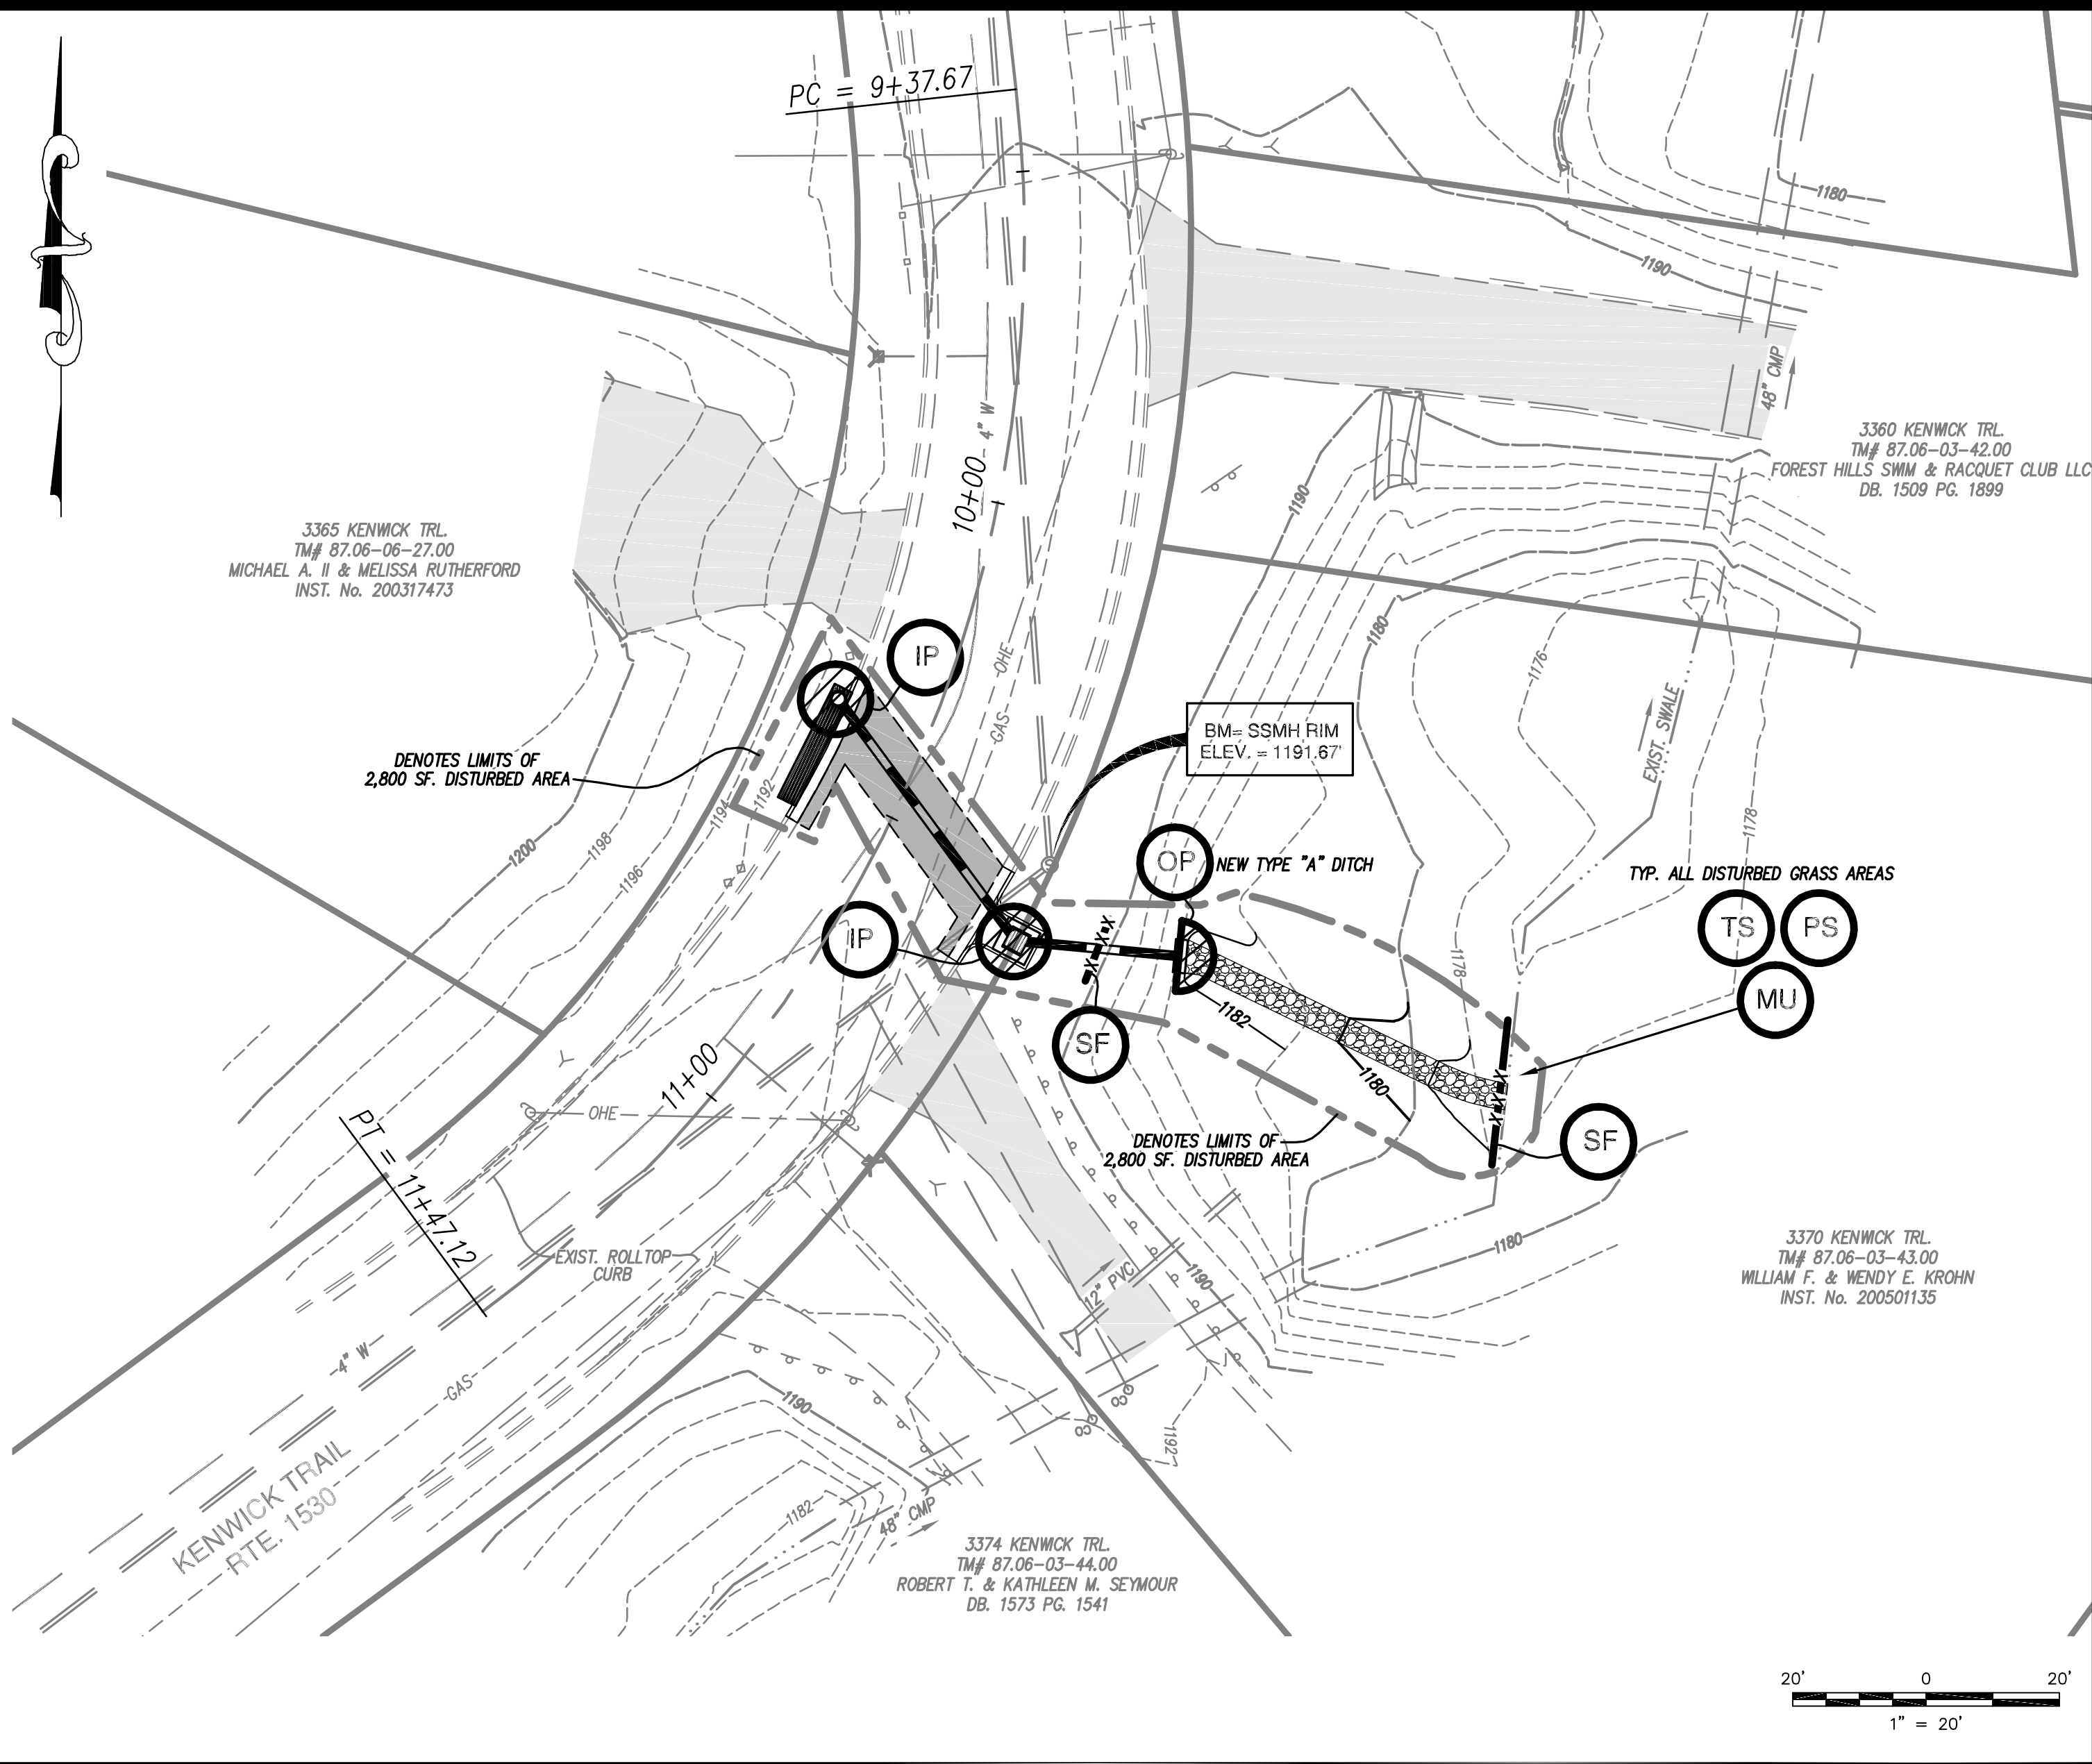 PC = 9+37.67
1180
1190
48" CMP
4" W
10+00
3360 KENWICK TRL.
TM# 87.06-03-42.00
FOREST HILLS SWIM & RACQUET CLUB LLC
DB. 1509 PG. 1899
1190
3365 KENWICK TRL.
TM# 87.06-06-27.00
MICHAEL A. II & MELISSA RUTHERFORD
INST. No. 200317473
IP
OHE
GAS
1180
1176
EXIST. SWALE
BM= SSMH RIM
ELEV. = 1191.67'
DENOTES LIMITS OF
2,800 SF. DISTURBED AREA
1192
1194
1200
1198
1196
1178
OP
NEW TYPE "A" DITCH
TYP. ALL DISTURBED GRASS AREAS
TS
PS
MU
IP
X
X
X
1178
SF
1182
1180
X
X
X
11+00
OHE
DENOTES LIMITS OF
2,800 SF. DISTURBED AREA
SF
PT = 11+47.12
EXIST. ROLLTOP
CURB
12" PVC
1190
1180
3370 KENWICK TRL.
TM# 87.06-03-43.00
WILLIAM F. & WENDY E. KROHN
INST. No. 200501135
4" W
GAS
1190
1192
KENWICK TRAIL
RTE. 1530
1182
48" CMP
3374 KENWICK TRL.
TM# 87.06-03-44.00
ROBERT T. & KATHLEEN M. SEYMOUR
DB. 1573 PG. 1541
20' 0 20'
1" = 20'